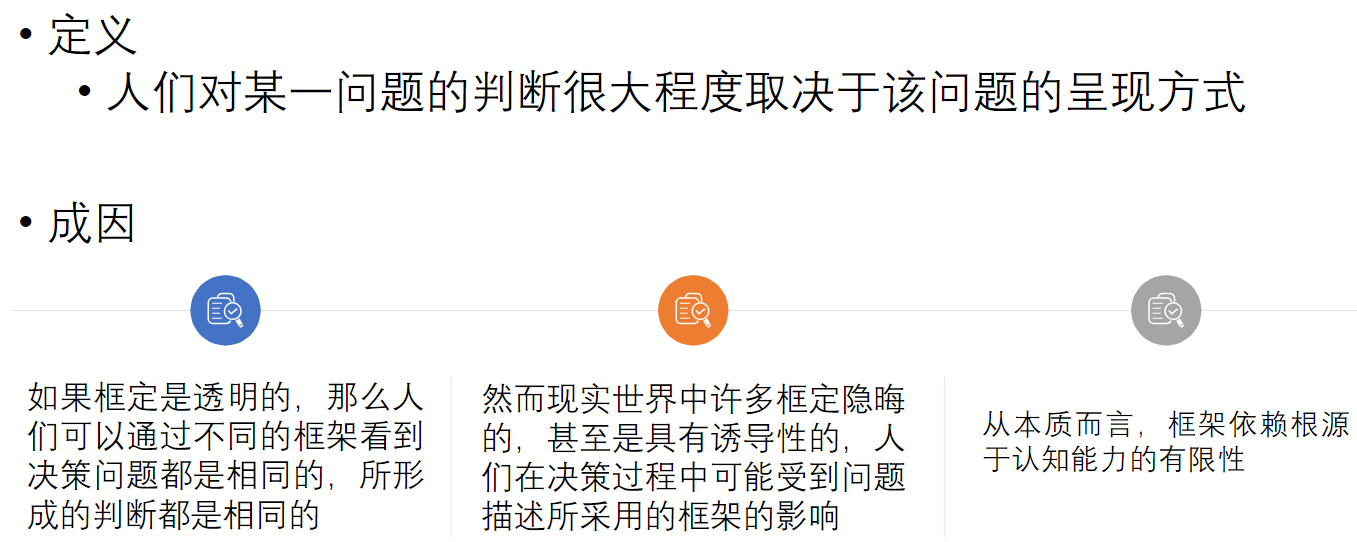 • 定义
• 人们对某一问题的判断很大程度取决于该问题的呈现方式
• 成因
如果框定是透明的，那么人
们可以通过不同的框架看到
决策问题都是相同的，所形
成的判断都是相同的
然而现实世界中许多框定隐晦
的，甚至是具有诱导性的，人
们在决策过程中可能受到问题
描述所采用的框架的影响
从本质而言，框架依赖根源
于认知能力的有限性